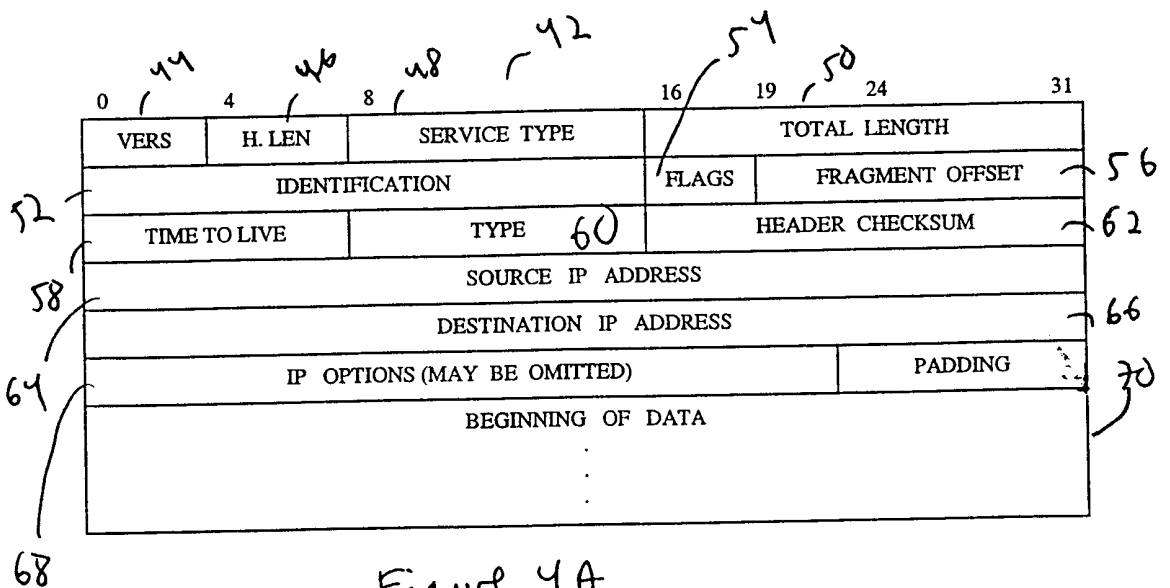 42
44 46 48 54 50
0 4 8 16 19 24 31
VERS H. LEN SERVICE TYPE TOTAL LENGTH
52 IDENTIFICATION FLAGS FRAGMENT OFFSET 56
58 TIME TO LIVE TYPE 60 HEADER CHECKSUM 62
64 SOURCE IP ADDRESS
DESTINATION IP ADDRESS 66
68 IP OPTIONS (MAY BE OMITTED) PADDING 70
BEGINNING OF DATA
.
.
.
Figure 4A